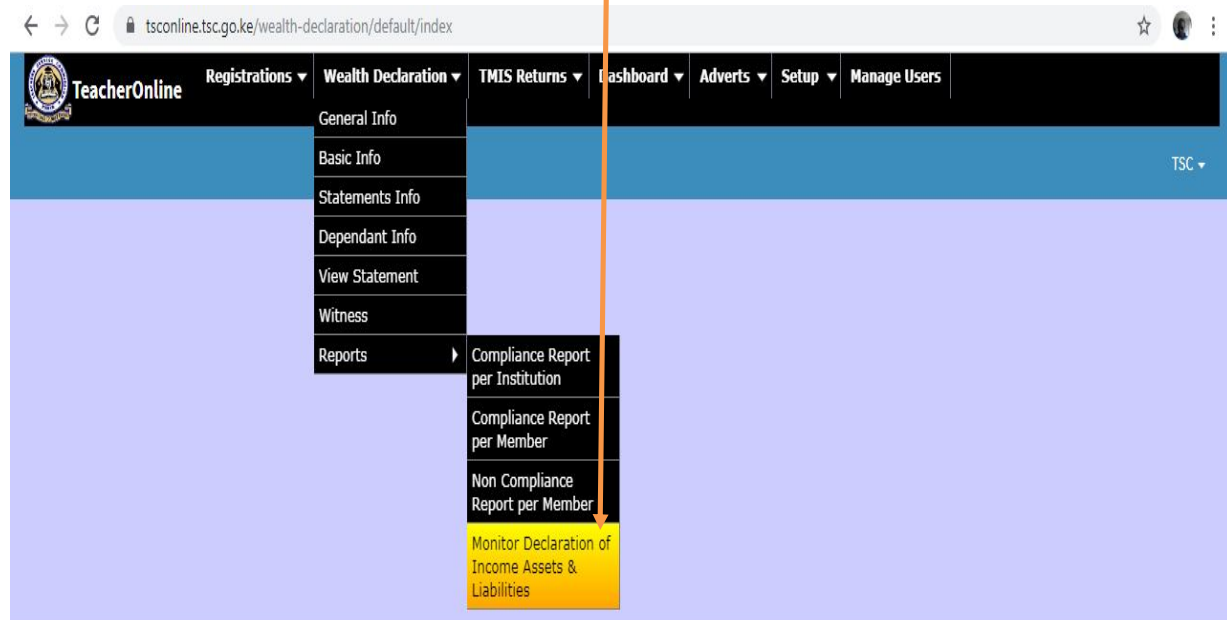 tsconline.tsc.go.ke/wealth-declaration/default/index
TeacherOnline
Registrations ▾ Wealth Declaration ▾ TMIS Returns ▾ Dashboard ▾ Adverts ▾ Setup ▾ Manage Users
TSC ▾
General Info
Basic Info
Statements Info
Dependant Info
View Statement
Witness
Reports
Compliance Report
per Institution
Compliance Report
per Member
Non Compliance
Report per Member
Monitor Declaration of
Income Assets &
Liabilities